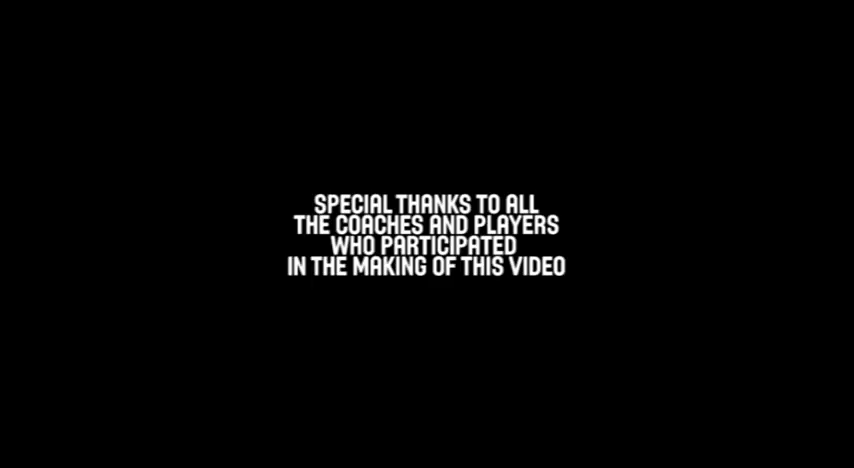 SPECIAL THANKS TO ALL
THE COACHES AND PLAYERS
WHO PARTICIPATED
IN THE MAKING OF THIS VIDEO